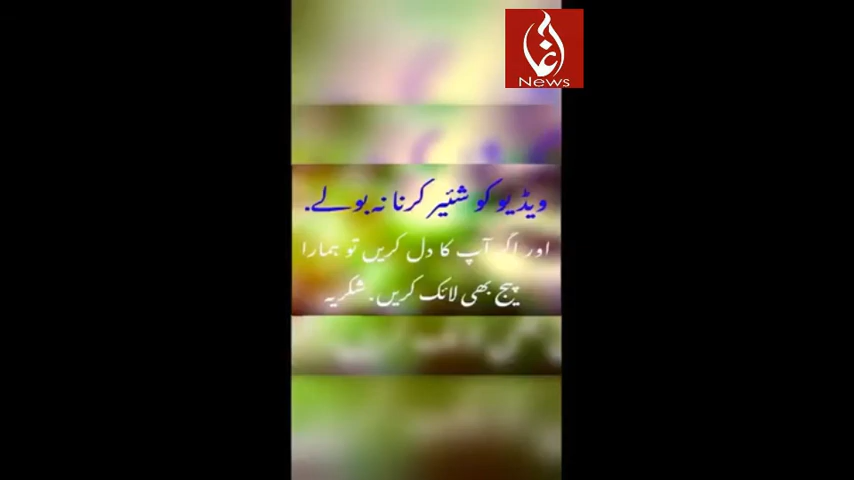 News
ویڈیو کو شئیر کرنا نہ بولے.
اور اگر آپ کا دل کریں تو ہمارا
پیج بھی لائک کریں. شکریہ